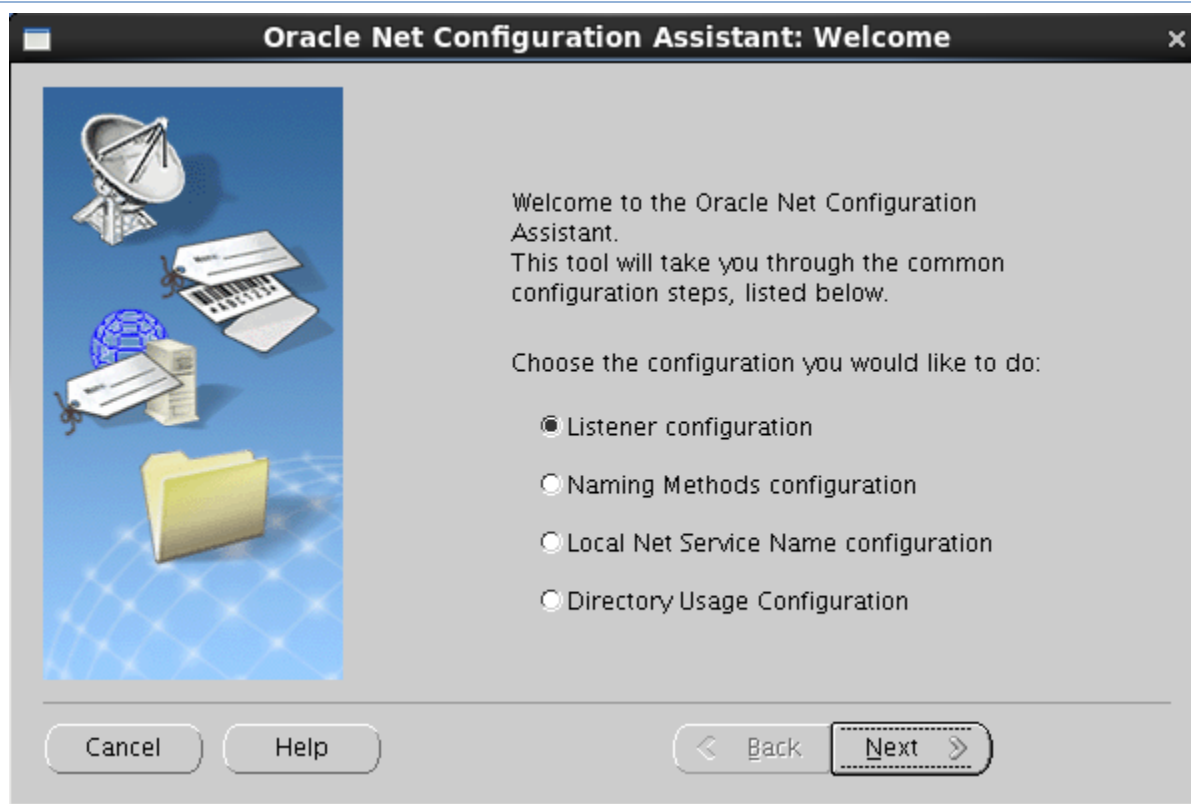 Oracle Net Configuration Assistant: Welcome
Welcome to the Oracle Net Configuration
Assistant.
This tool will take you through the common
configuration steps, listed below.
Choose the configuration you would like to do:
Listener configuration
Naming Methods configuration
Local Net Service Name configuration
Directory Usage Configuration
Cancel
Help
Back
Next